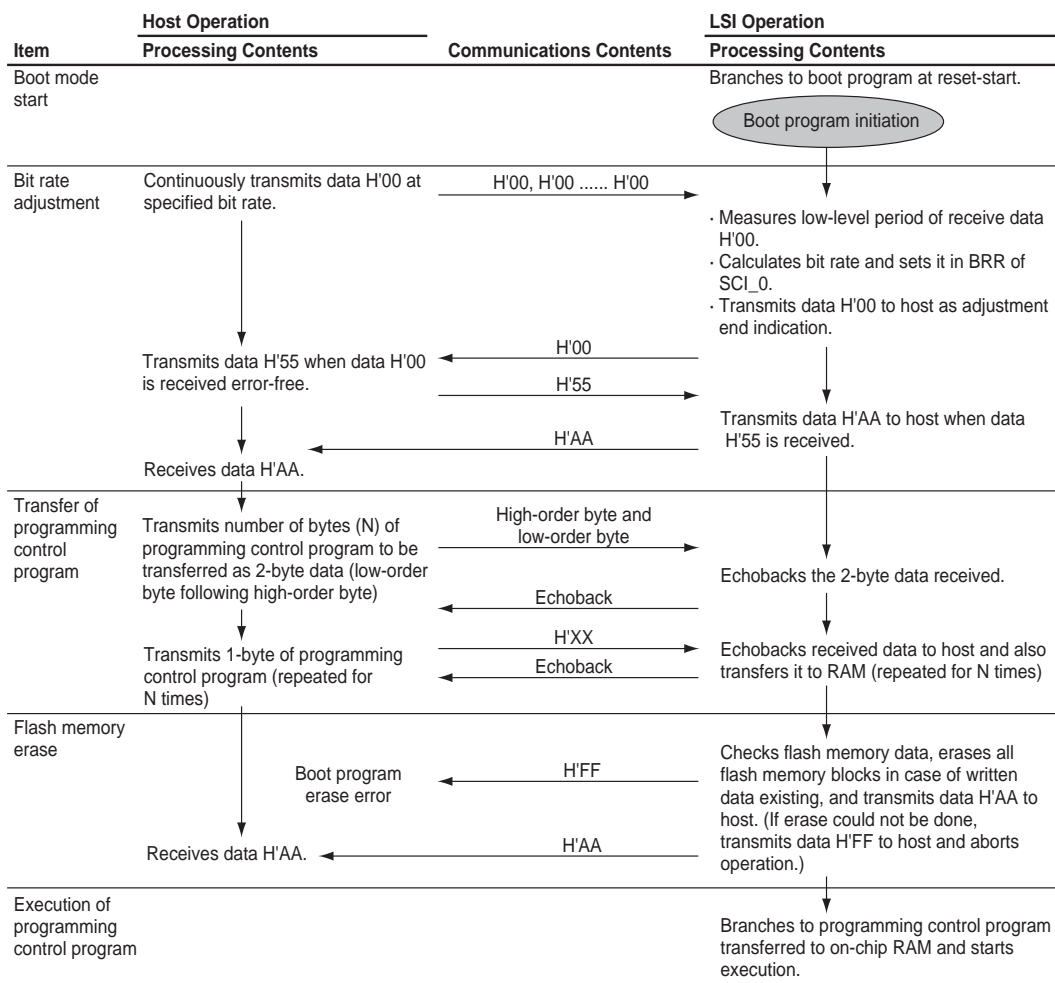 Host Operation
LSI Operation
Item
Processing Contents
Communications Contents
Processing Contents
Boot mode
start
Branches to boot program at reset-start.
Boot program initiation
Bit rate
adjustment
Continuously transmits data H'00 at
specified bit rate.
H'00, H'00 ...... H'00
· Measures low-level period of receive data
H'00.
· Calculates bit rate and sets it in BRR of
SCI_0.
· Transmits data H'00 to host as adjustment
end indication.
H'00
Transmits data H'55 when data H'00
is received error-free.
H'55
Transmits data H'AA to host when data
H'55 is received.
H'AA
Receives data H'AA.
Transfer of
programming
control
program
Transmits number of bytes (N) of
programming control program to be
transferred as 2-byte data (low-order
byte following high-order byte)
High-order byte and
low-order byte
Echobacks the 2-byte data received.
Echoback
H'XX
Transmits 1-byte of programming
control program (repeated for
N times)
Echobacks received data to host and also
transfers it to RAM (repeated for N times)
Echoback
Flash memory
erase
Checks flash memory data, erases all
flash memory blocks in case of written
data existing, and transmits data H'AA to
host. (If erase could not be done,
transmits data H'FF to host and aborts
operation.)
Boot program
erase error
H'FF
Receives data H'AA.
H'AA
Execution of
programming
control program
Branches to programming control program
transferred to on-chip RAM and starts
execution.